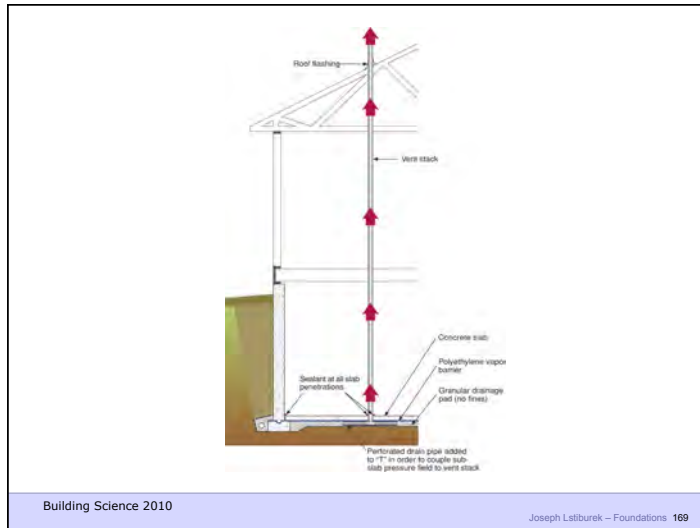 Roof flashing
Vent stack
Concrete slab
Polyethylene vapor
barrier
Sealant at all slab
penetrations
Granular drainage
pad (no fines)
Perforated drain pipe added
to "T" in order to couple sub-
slab pressure field to vent stack
Building Science 2010
Joseph Lstiburek – Foundations 169